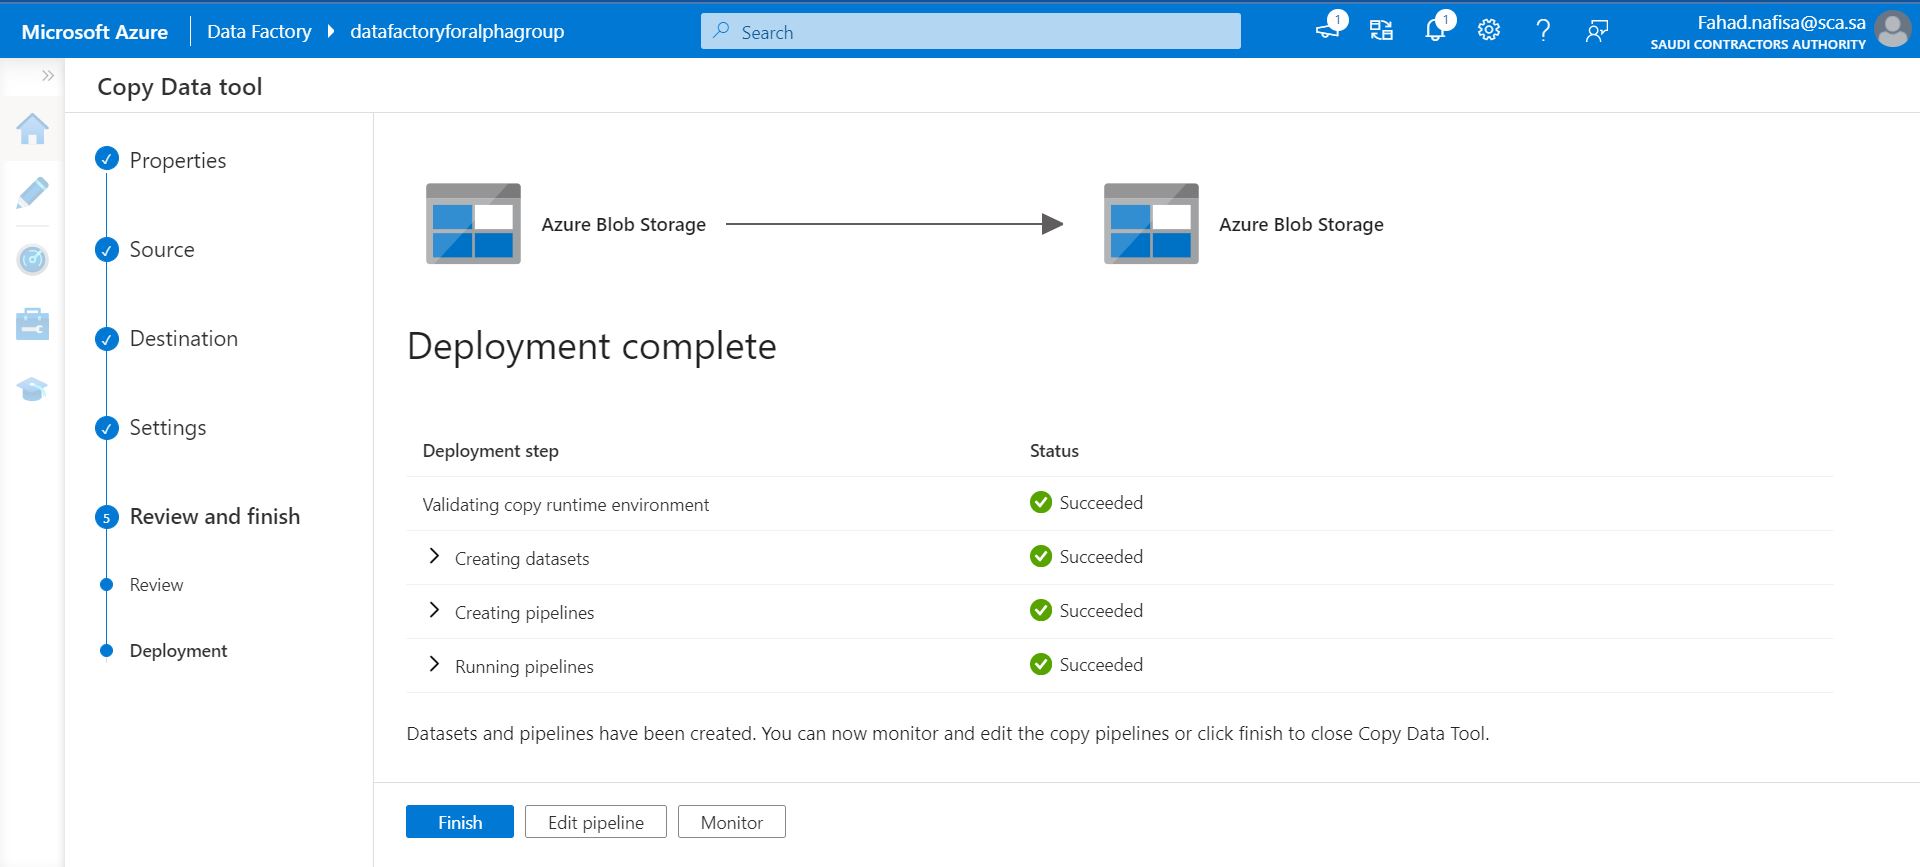 Microsoft Azure Data Factory datafactoryforalphagroup Search 1 1 Fahad.nafisa@sca.sa
SAUDI CONTRACTORS AUTHORITY
Copy Data tool
Properties
Source
Destination
Settings
5 Review and finish
Review
Deployment
Azure Blob Storage Azure Blob Storage
Deployment complete
Deployment step Status
Validating copy runtime environment Succeeded
Creating datasets Succeeded
Creating pipelines Succeeded
Running pipelines Succeeded
Datasets and pipelines have been created. You can now monitor and edit the copy pipelines or click finish to close Copy Data Tool.
Finish Edit pipeline Monitor